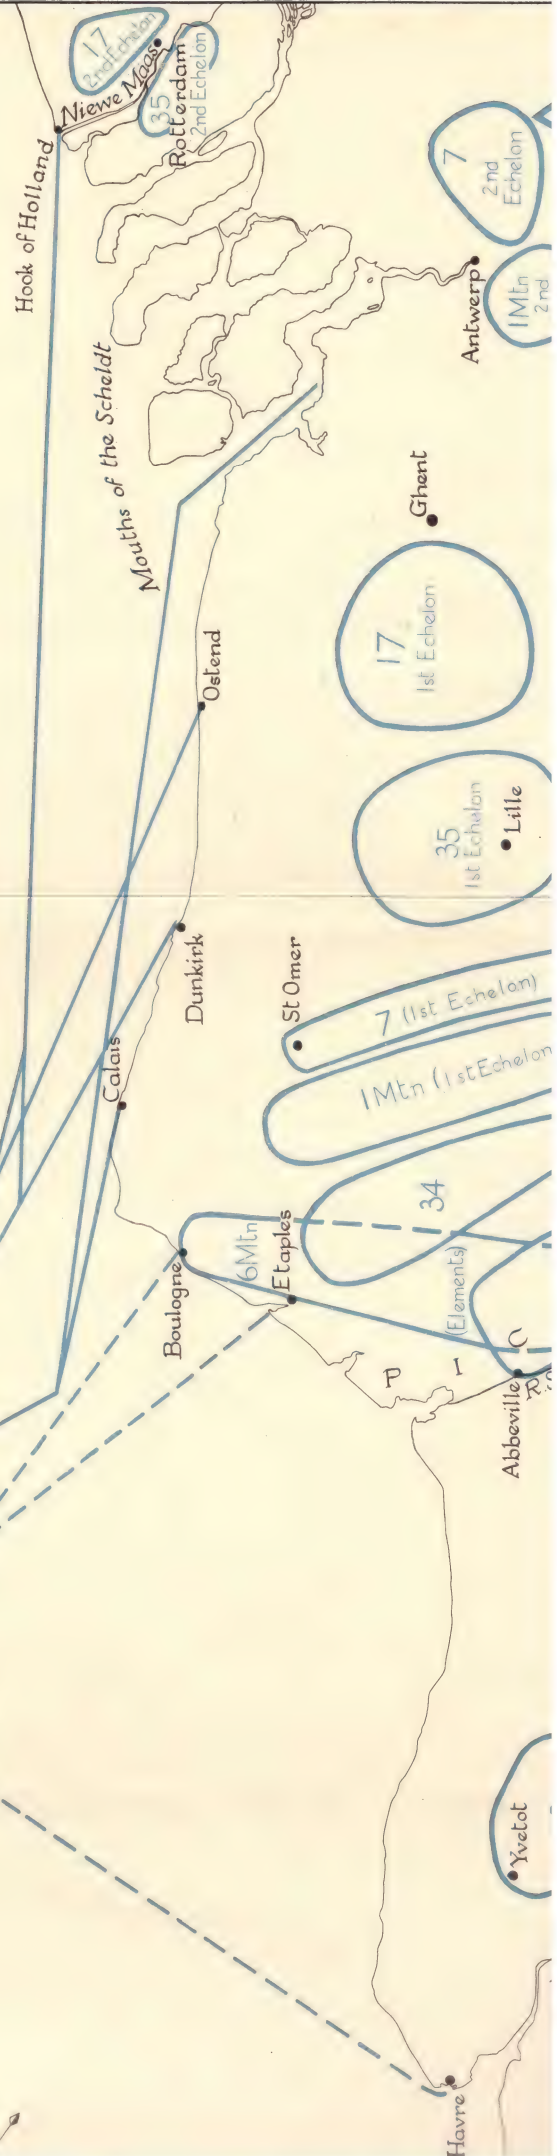 17
2nd Echelon
Niewe Maas
35
2nd Echelon
Rotterdam
Hook of Holland
7
2nd
Echelon
1 Mtn
2nd
Antwerp
Mouths of the Scheldt
Ghent
17
1st Echelon
Ostend
35
1st Echelon
Lille
Dunkirk
St Omer
7 (1st Echelon)
Calais
1 Mtn (1st Echelon
34
6 Mtn
Etaples
(Elements)
Boulogne
P I C
Abbeville
Yvetot
Havre